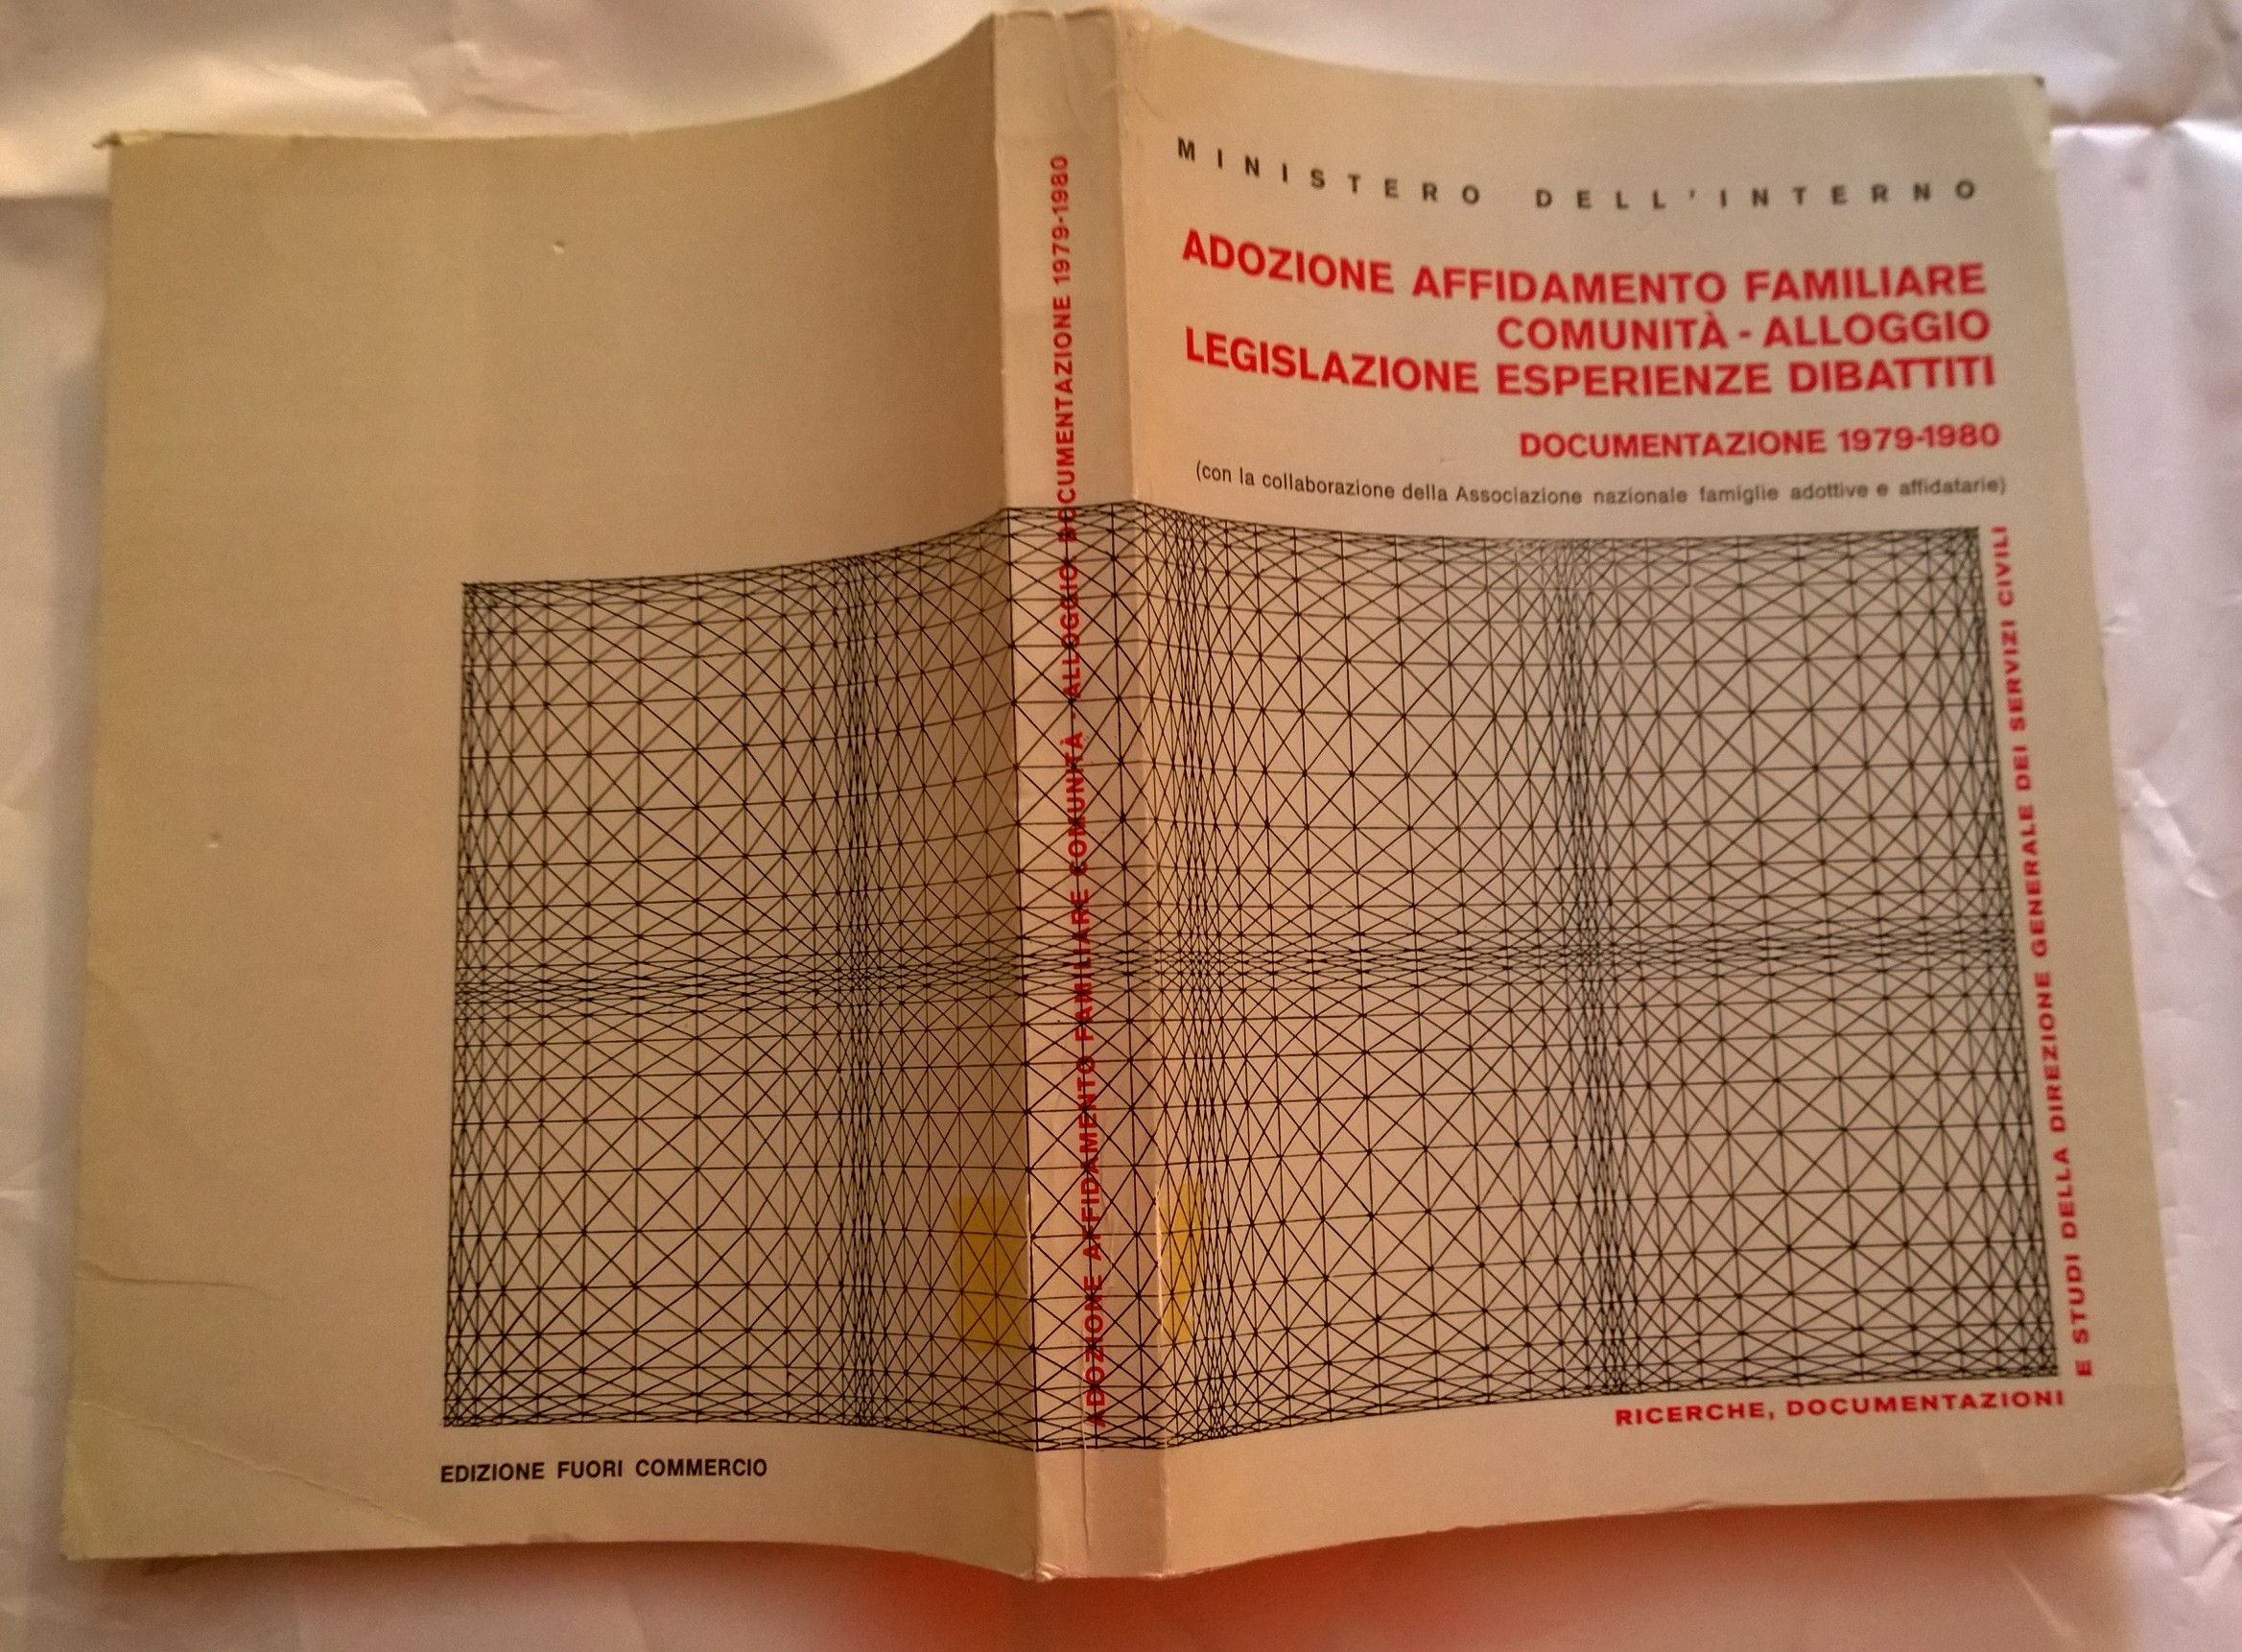 MINISTERO DELL'INTERNO
ADOZIONE AFFIDAMENTO FAMILIARE
COMUNITÀ - ALLOGGIO
LEGISLAZIONE ESPERIENZE DIBATTITI
DOCUMENTAZIONE 1979-1980
(con la collaborazione della Associazione nazionale famiglie adottive e affidatarie)
RICERCHE, DOCUMENTAZIONI
E STUDI DELLA DIREZIONE GENERALE DEI SERVIZI CIVILI
ADOZIONE AFFIDAMENTO FAMILIARE COMUNITÀ - ALLOGGIO DOCUMENTAZIONE 1979-1980
EDIZIONE FUORI COMMERCIO